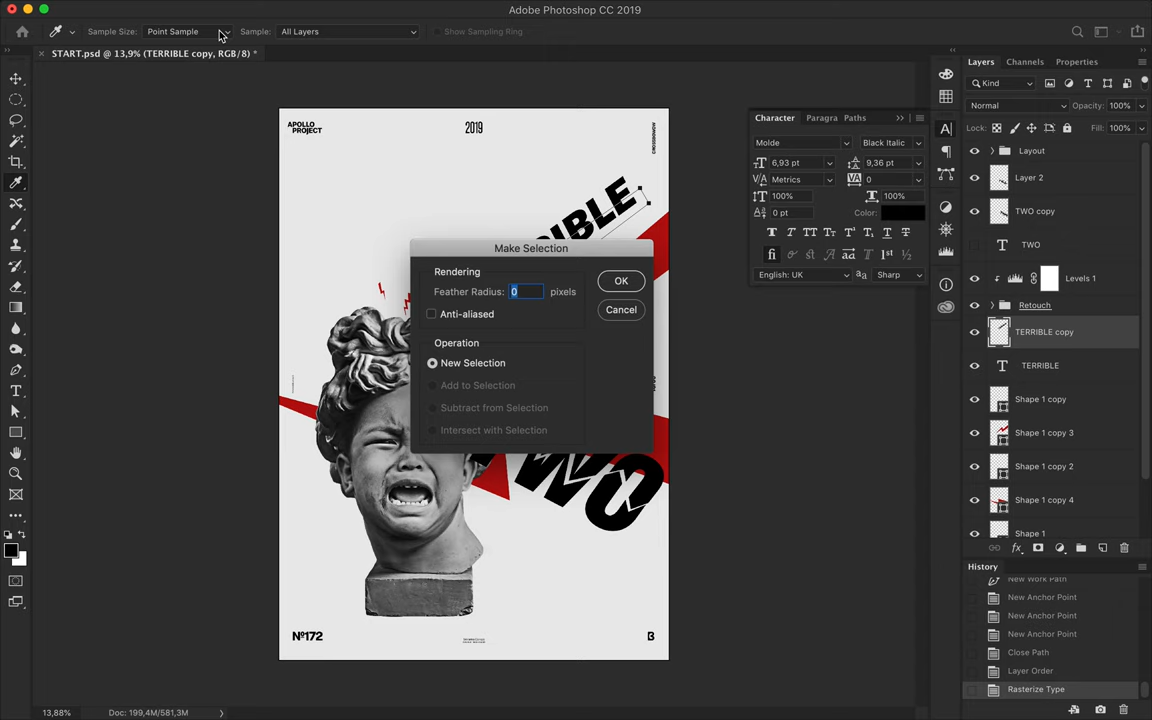 Adobe Photoshop CC 2019
Sample Size: Point Sample Sample: All Layers Show Sampling Ring
× START.psd @ 13,9% (TERRIBLE copy, RGB/8) *
APOLLO
PROJECT
2019
TWO
Nº172
Make Selection
Rendering
Feather Radius: 0 pixels
Anti-aliased
OK
Cancel
Operation
New Selection
Add to Selection
Subtract from Selection
Intersect with Selection
Character Paragra Paths
Molde Black Italic
6,93 pt 9,36 pt
Metrics 0
100% 100%
0 pt Color:
English: UK Sharp
Layers Channels Properties
Kind
Normal Opacity: 100%
Lock: Fill: 100%
Layout
Layer 2
TWO copy
TWO
Levels 1
Retouch
TERRIBLE copy
TERRIBLE
Shape 1 copy
Shape 1 copy 3
Shape 1 copy 2
Shape 1 copy 4
Shape 1
History
New Work Path
New Anchor Point
New Anchor Point
New Anchor Point
Close Path
Layer Order
Rasterize Type
13,88% Doc: 199,4M/581,3M